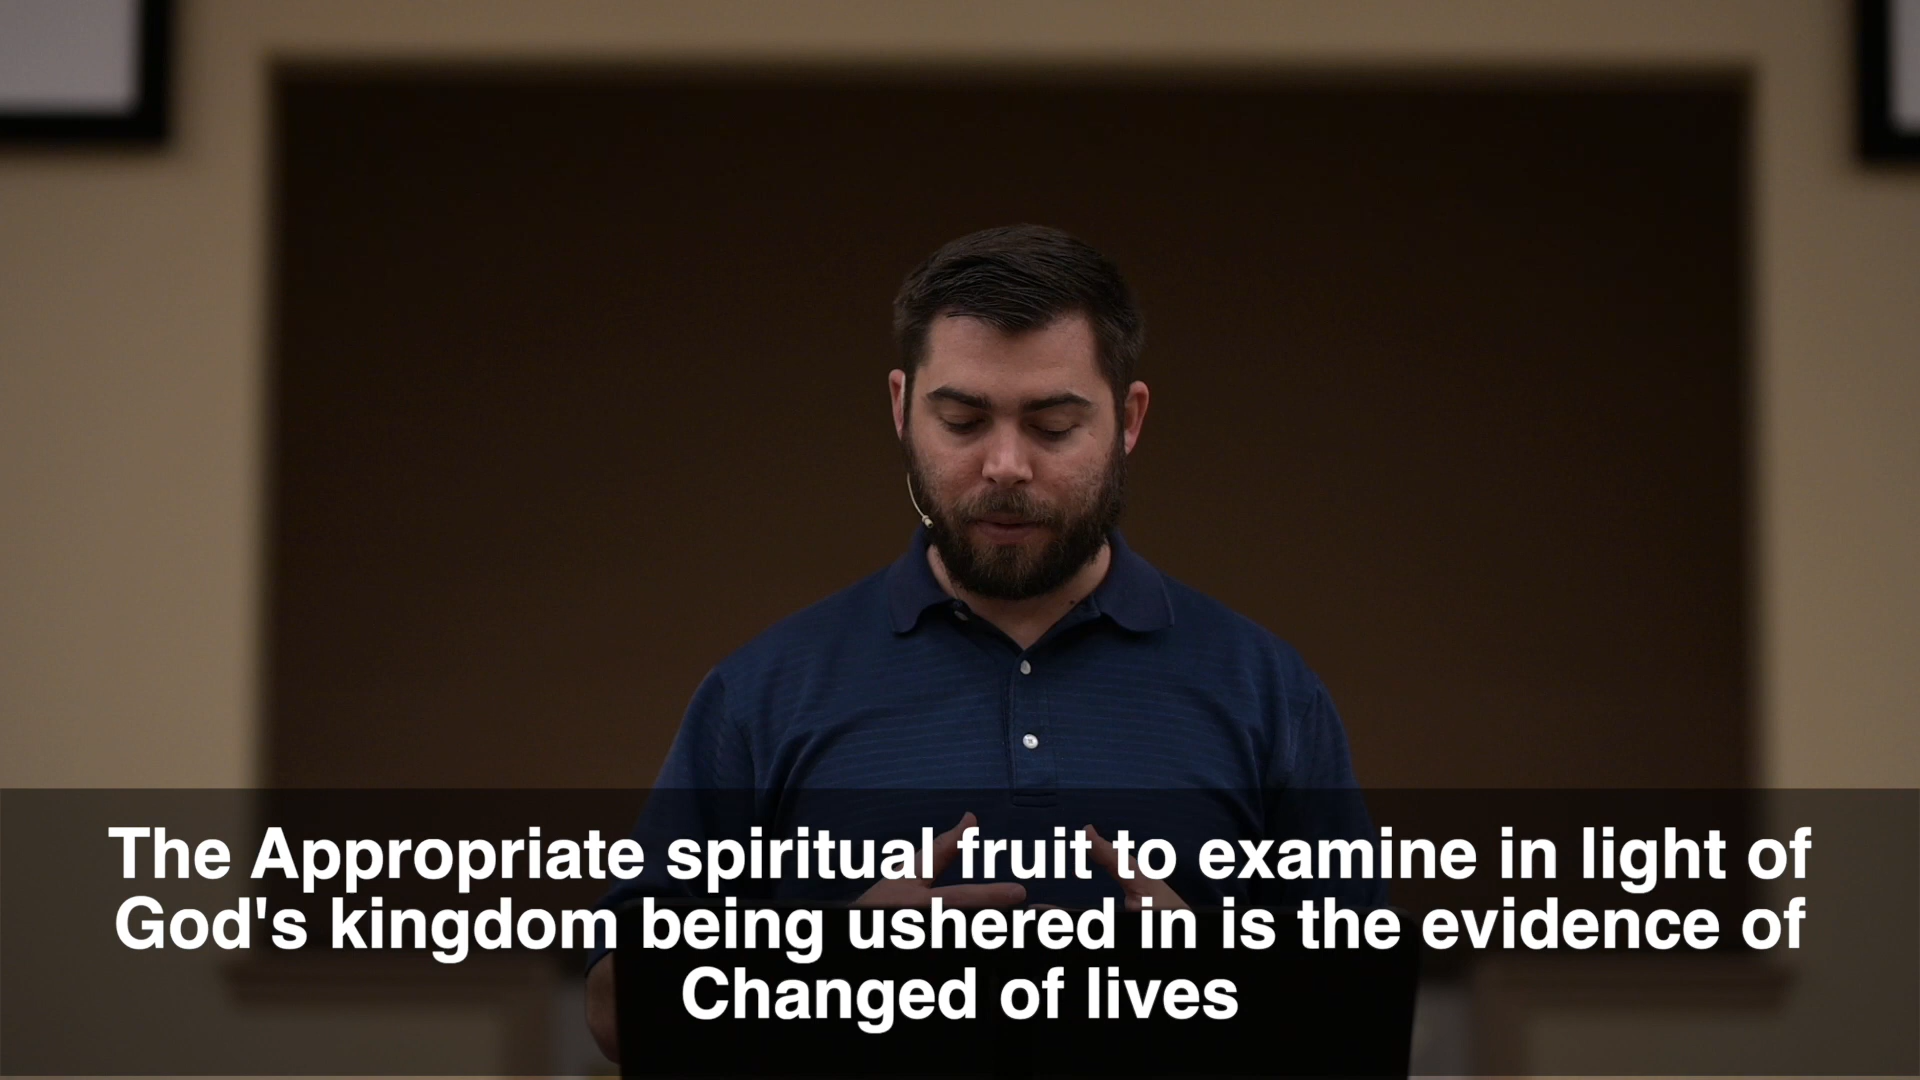 The Appropriate spiritual fruit to examine in light of
God's kingdom being ushered in is the evidence of
Changed of lives